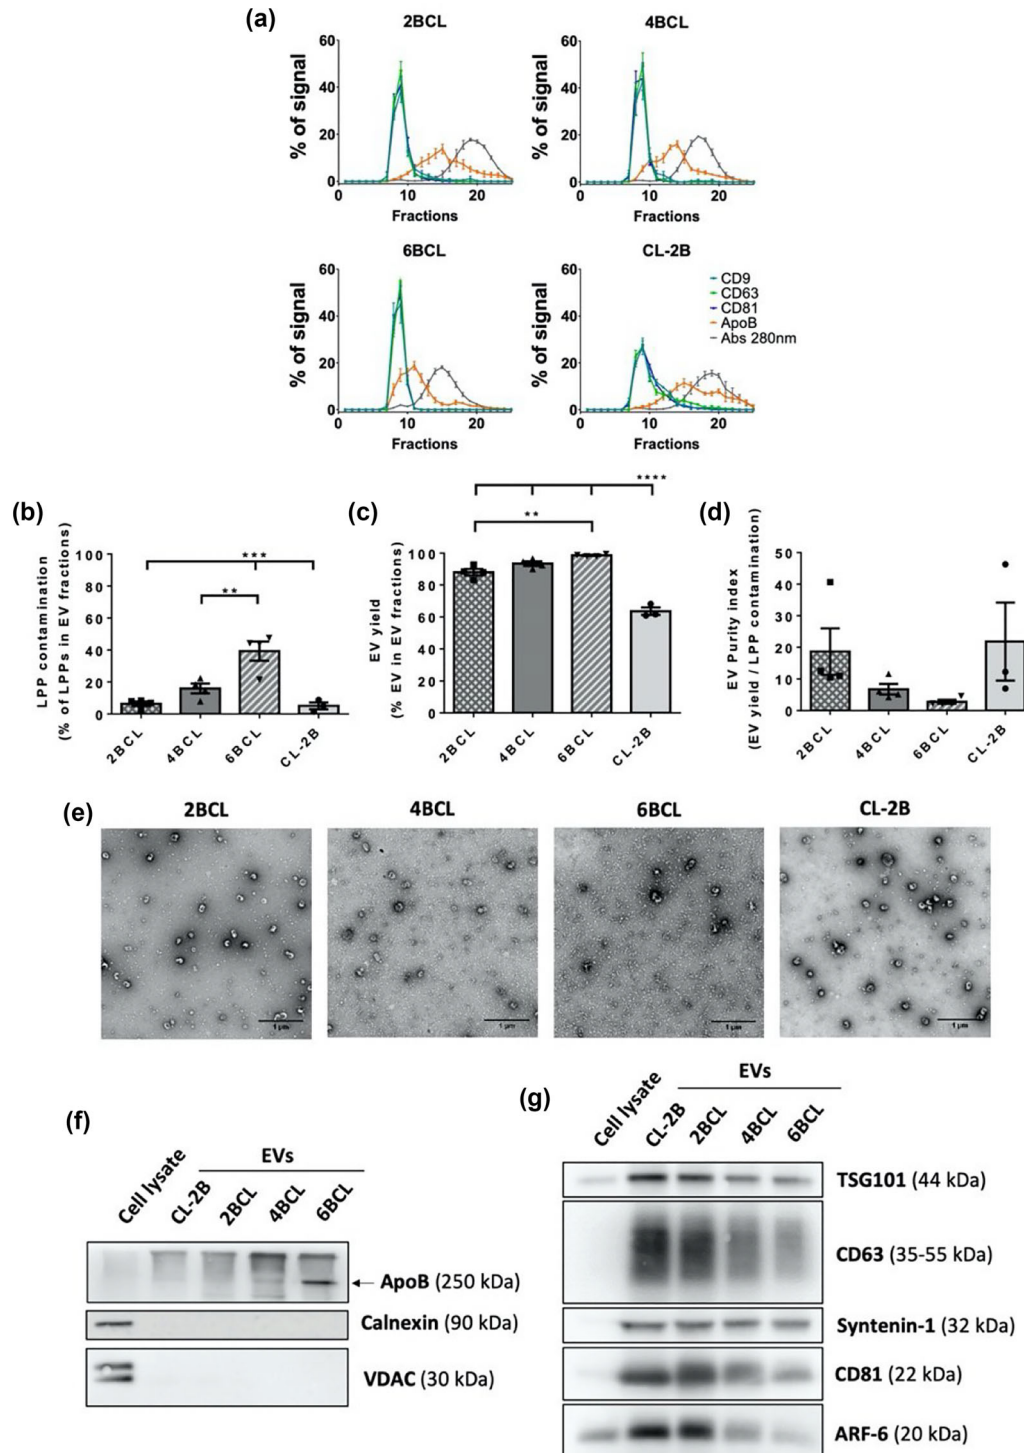 (a)
2BCL
4BCL
% of signal
60
40
20
0
0
10
20
Fractions
% of signal
60
40
20
0
0
10
20
Fractions
6BCL
CL-2B
% of signal
60
40
20
0
0
10
20
Fractions
% of signal
60
40
20
0
0
10
20
Fractions
CD9
CD63
CD81
ApoB
Abs 280nm
(b)
LPP contamination
(% of LPPs in EV fractions)
100
80
60
40
20
0
***
**
2BCL
4BCL
6BCL
CL-2B
(c)
EV yield
(% EV in EV fractions)
100
80
60
40
20
0
****
**
2BCL
4BCL
6BCL
CL-2B
(d)
EV Purity index
(EV yield / LPP contamination)
50
40
30
20
10
0
2BCL
4BCL
6BCL
CL-2B
(e)
2BCL
4BCL
6BCL
CL-2B
1 µm
1 µm
1 µm
1 µm
(f)
EVs
Cell lysate
CL-2B
2BCL
4BCL
6BCL
ApoB (250 kDa)
Calnexin (90 kDa)
VDAC (30 kDa)
(g)
EVs
Cell lysate
CL-2B
2BCL
4BCL
6BCL
TSG101 (44 kDa)
CD63 (35-55 kDa)
Syntenin-1 (32 kDa)
CD81 (22 kDa)
ARF-6 (20 kDa)